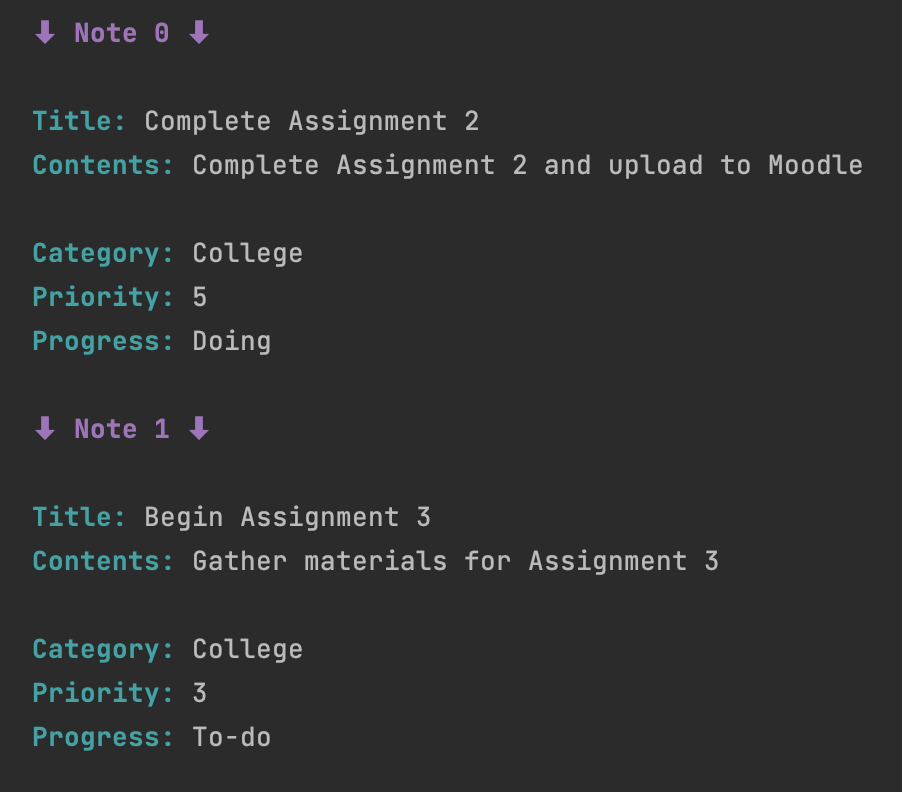 ⬇ Note 0 ⬇
Title: Complete Assignment 2
Contents: Complete Assignment 2 and upload to Moodle
Category: College
Priority: 5
Progress: Doing
⬇ Note 1 ⬇
Title: Begin Assignment 3
Contents: Gather materials for Assignment 3
Category: College
Priority: 3
Progress: To-do